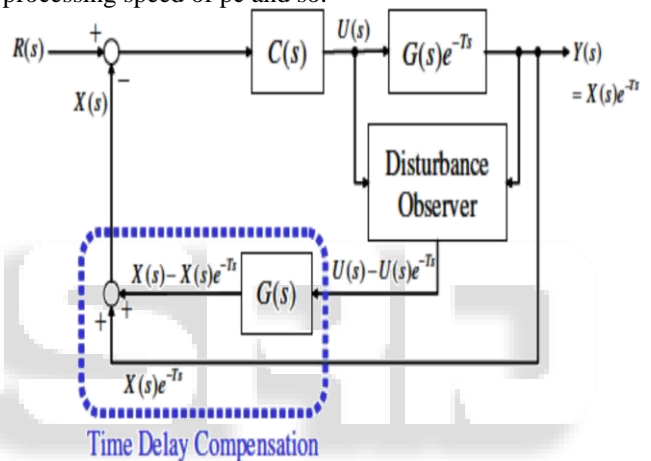 processing speed of pc and so.
R(s)
+
−
C(s)
U(s)
G(s)e^{-Ts}
Y(s)
= X(s)e^{-Ts}
X(s)
Disturbance
Observer
X(s)−X(s)e^{-Ts}
G(s)
U(s)−U(s)e^{-Ts}
+
+
X(s)e^{-Ts}
Time Delay Compensation